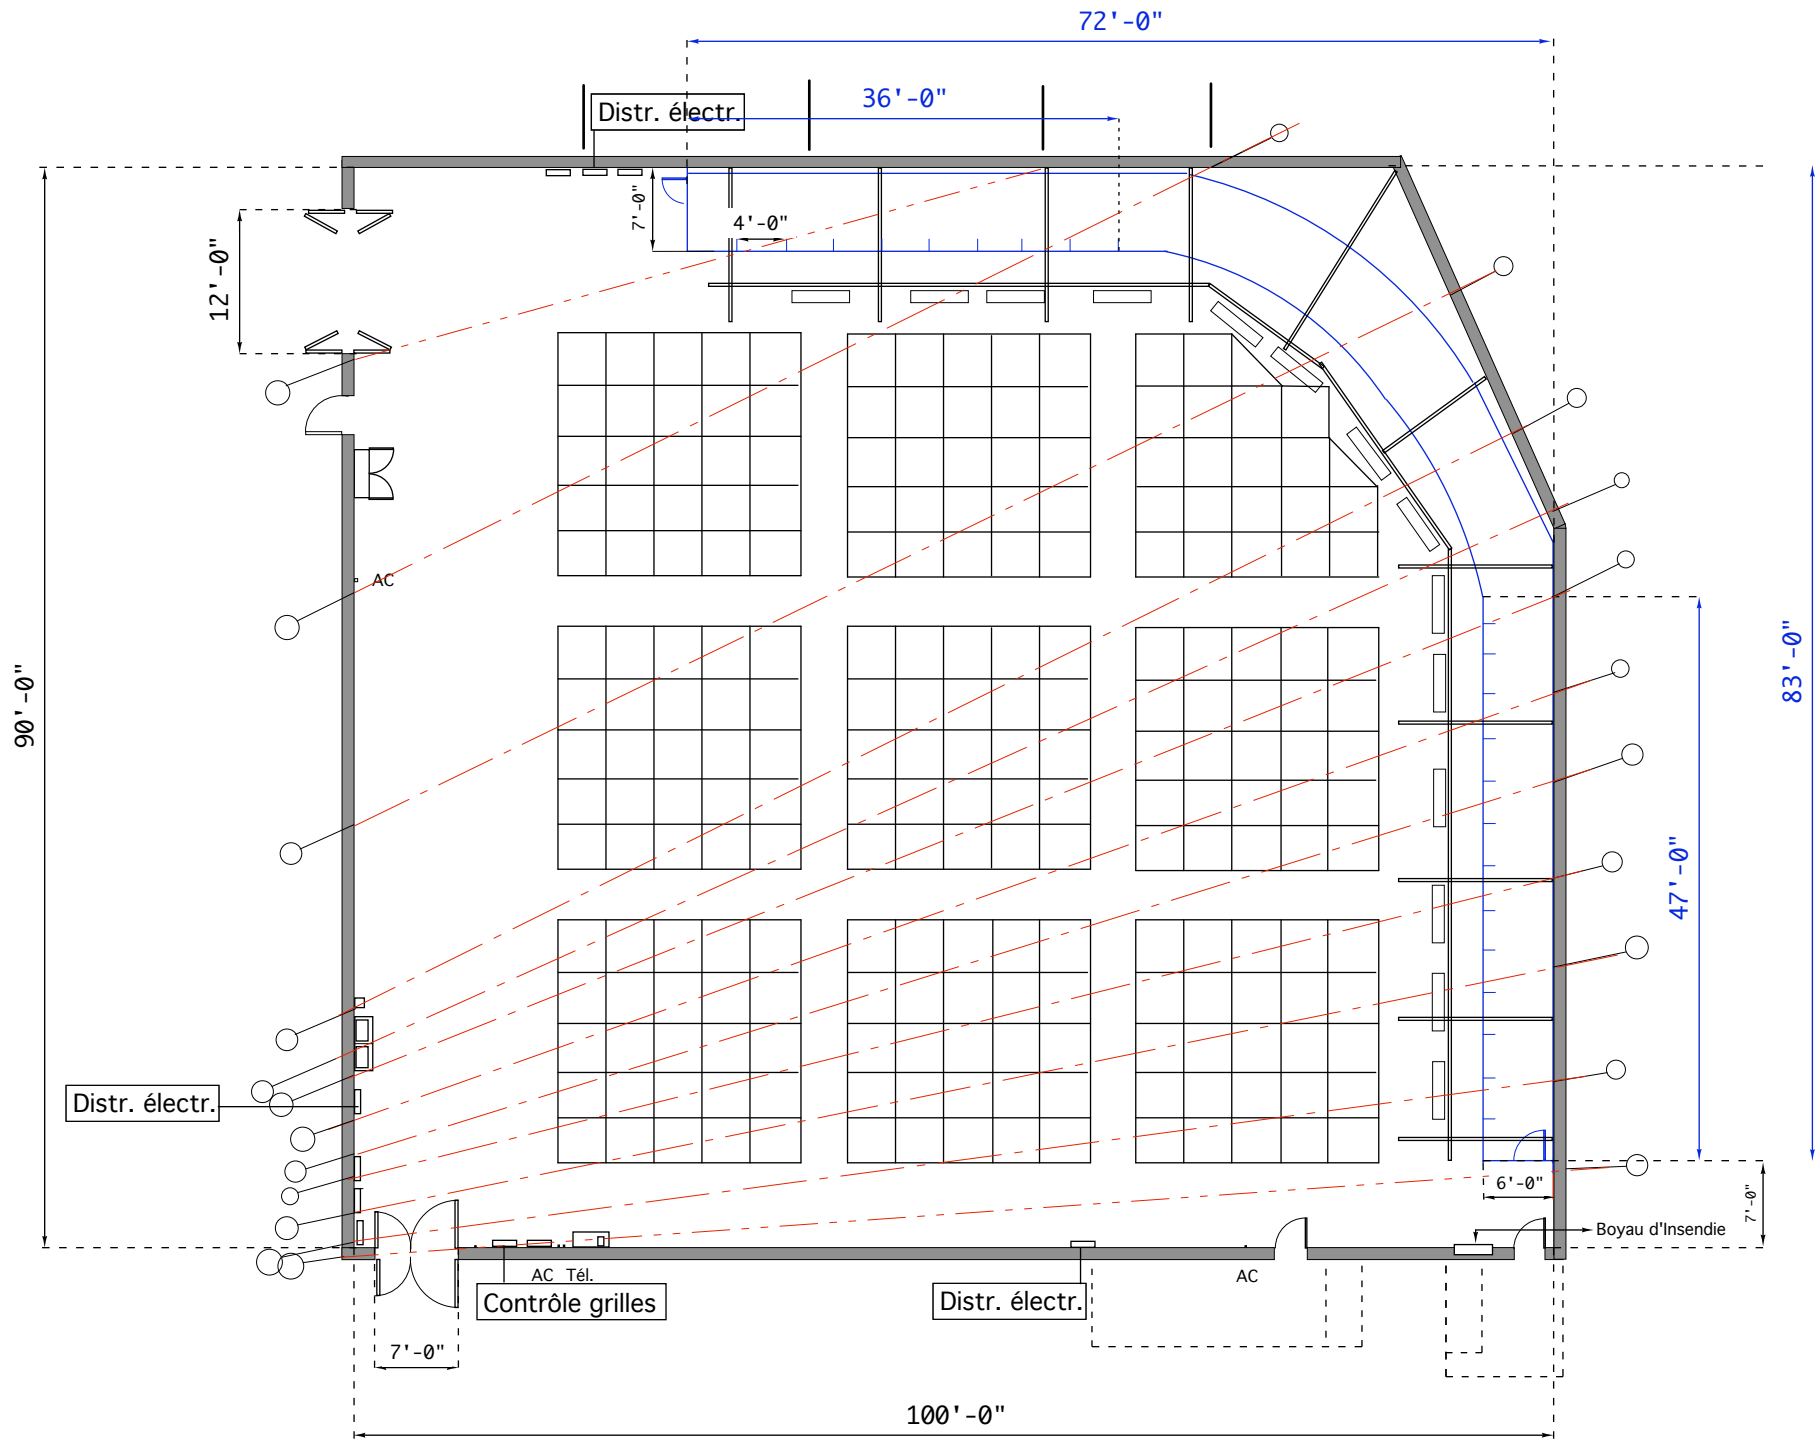 72'-0"
36'-0"
Distr. électr.
7'-0"
4'-0"
12'-0"
AC
90'-0"
83'-0"
47'-0"
Distr. électr.
6'-0"
7'-0"
Boyau d'Insendie
AC Tél.
AC
Contrôle grilles
Distr. électr.
7'-0"
100'-0"